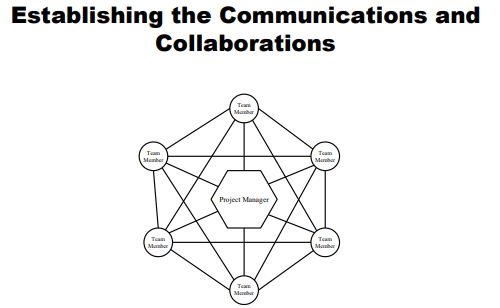 Establishing the Communications and
Collaborations
Team
Member
Team
Member
Team
Member
Project Manager
Team
Member
Team
Member
Team
Member